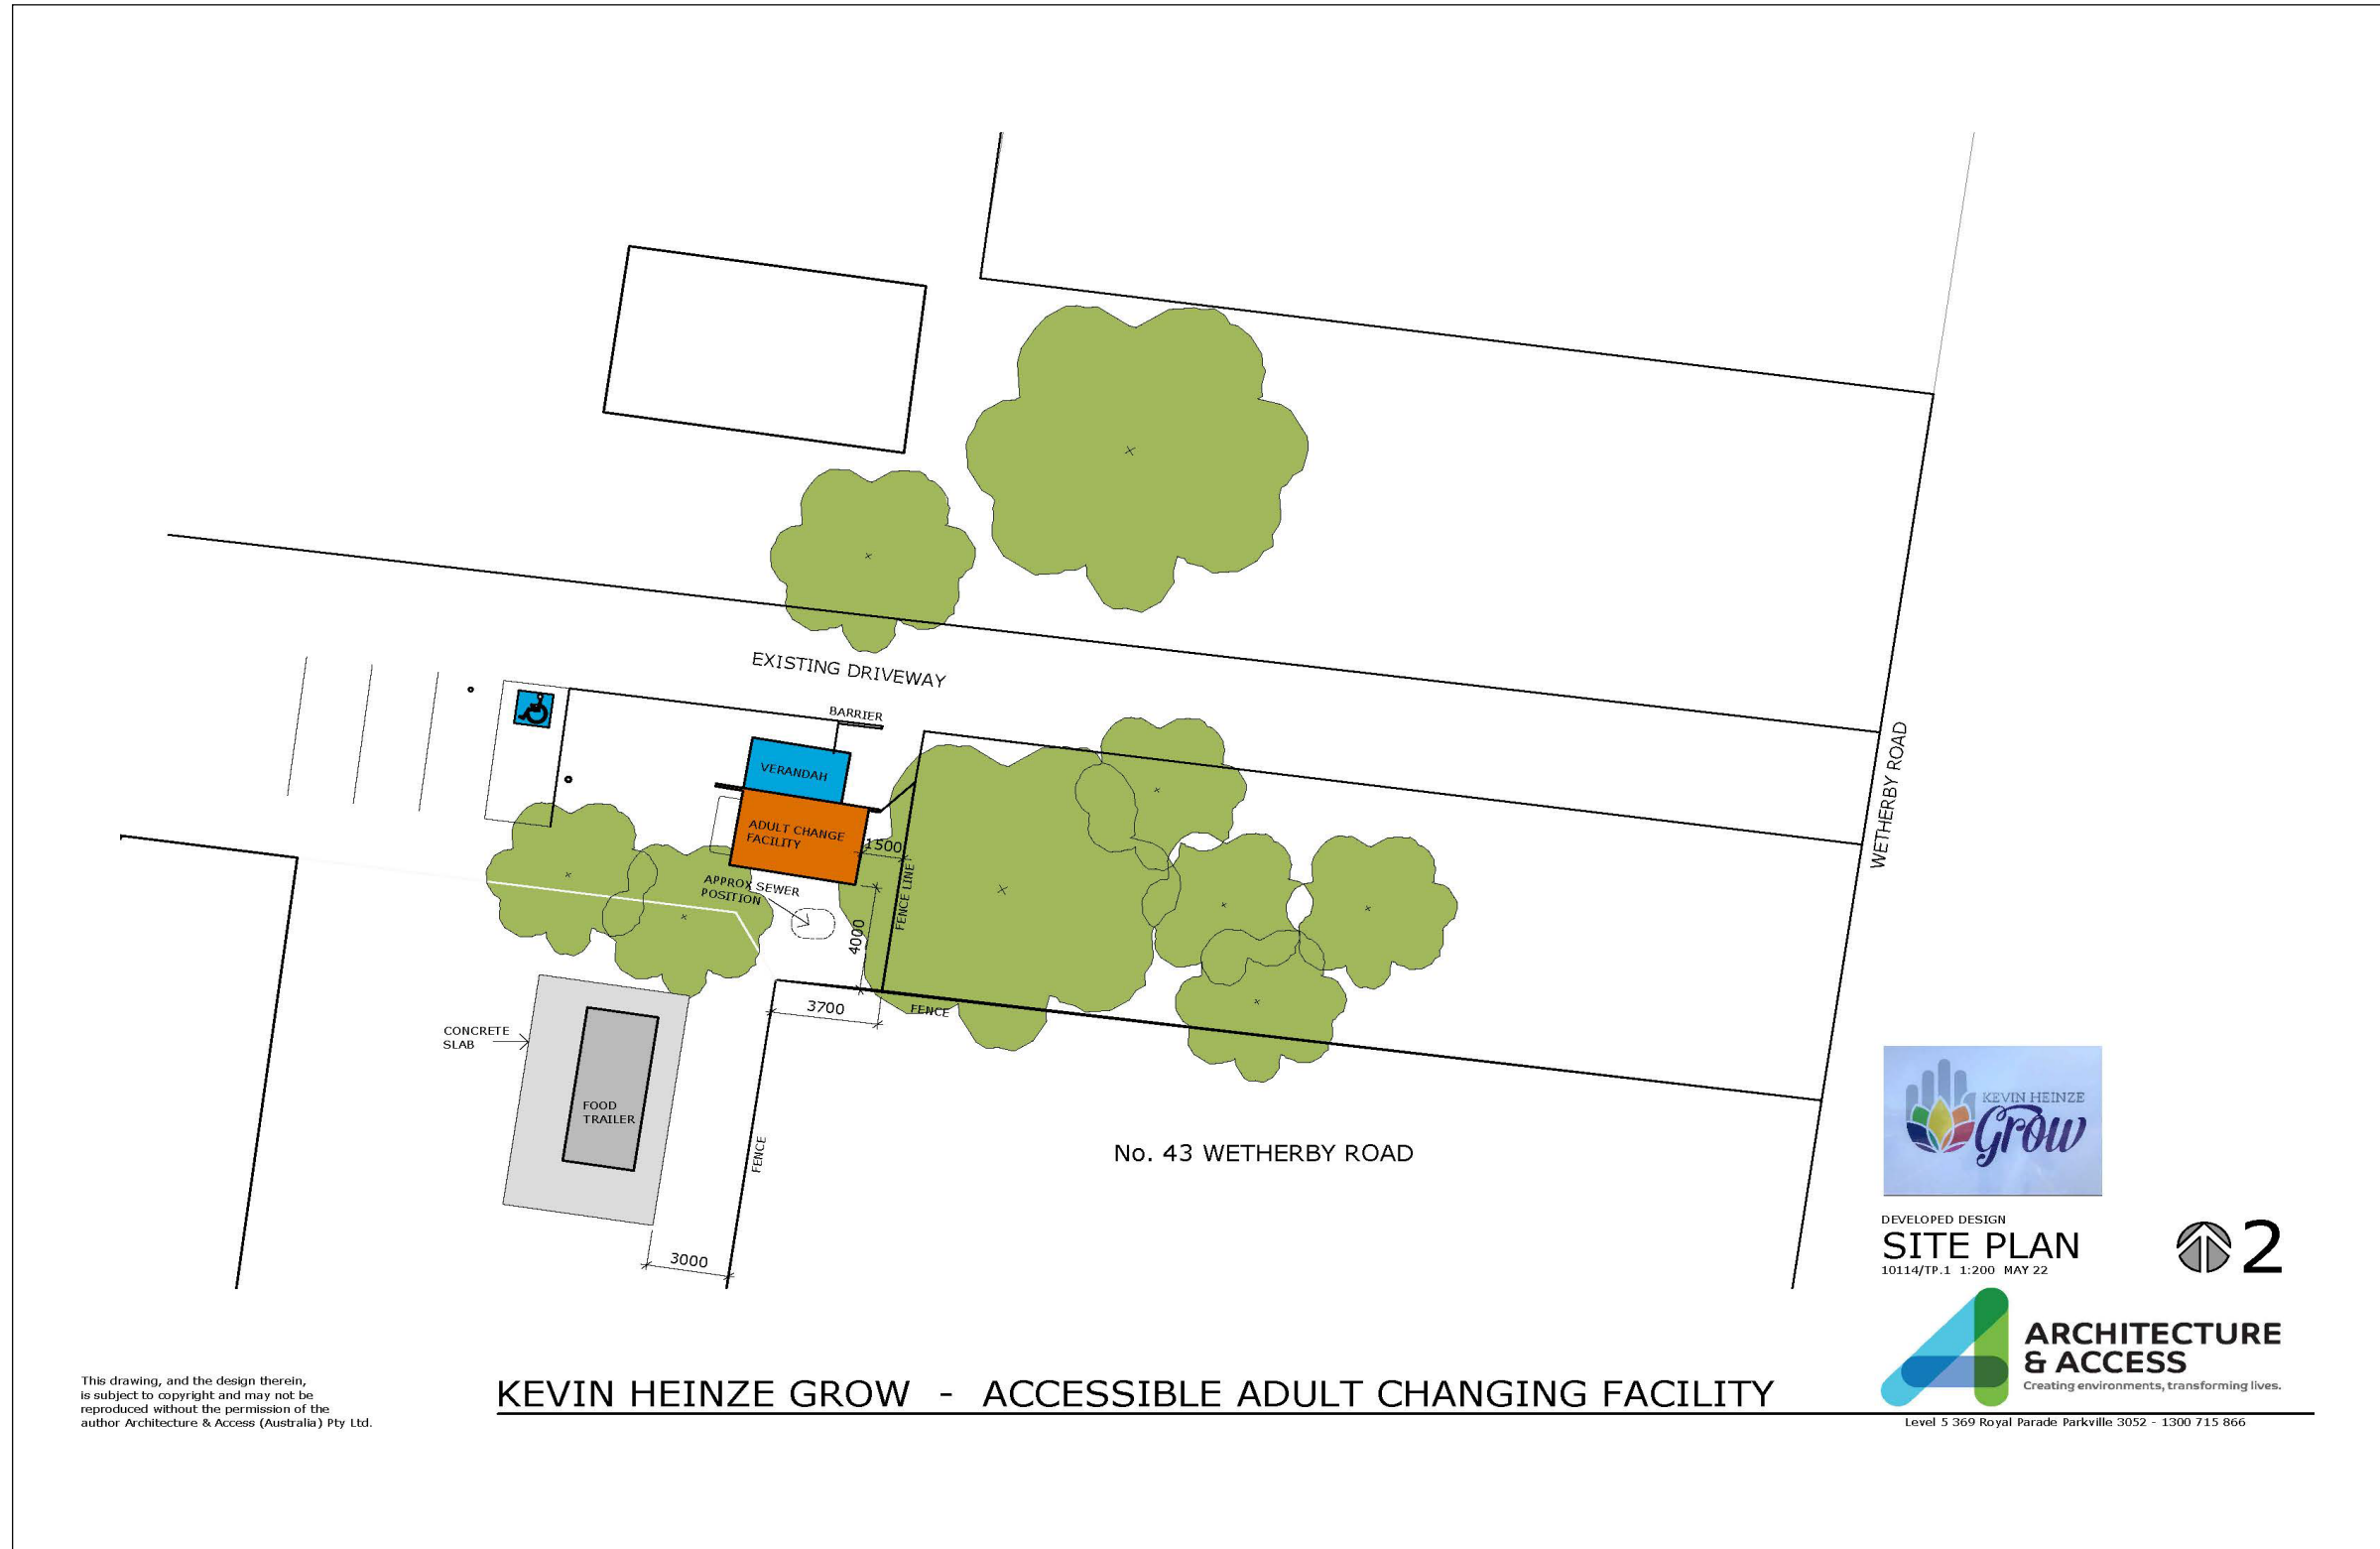 EXISTING DRIVEWAY
BARRIER
WETHERBY ROAD
VERANDAH
ADULT CHANGE
FACILITY
1500
FENCE LINE
APPROX SEWER
POSITION
4000
3700
FENCE
CONCRETE
SLAB
FOOD
TRAILER
FENCE
3000
No. 43 WETHERBY ROAD
KEVIN HEINZE
Grow
DEVELOPED DESIGN
SITE PLAN
10114/TP.1 1:200 MAY 22
2
ARCHITECTURE
& ACCESS
Creating environments, transforming lives.
This drawing, and the design therein,
is subject to copyright and may not be
reproduced without the permission of the
author Architecture & Access (Australia) Pty Ltd.
KEVIN HEINZE GROW - ACCESSIBLE ADULT CHANGING FACILITY
Level 5 369 Royal Parade Parkville 3052 - 1300 715 866